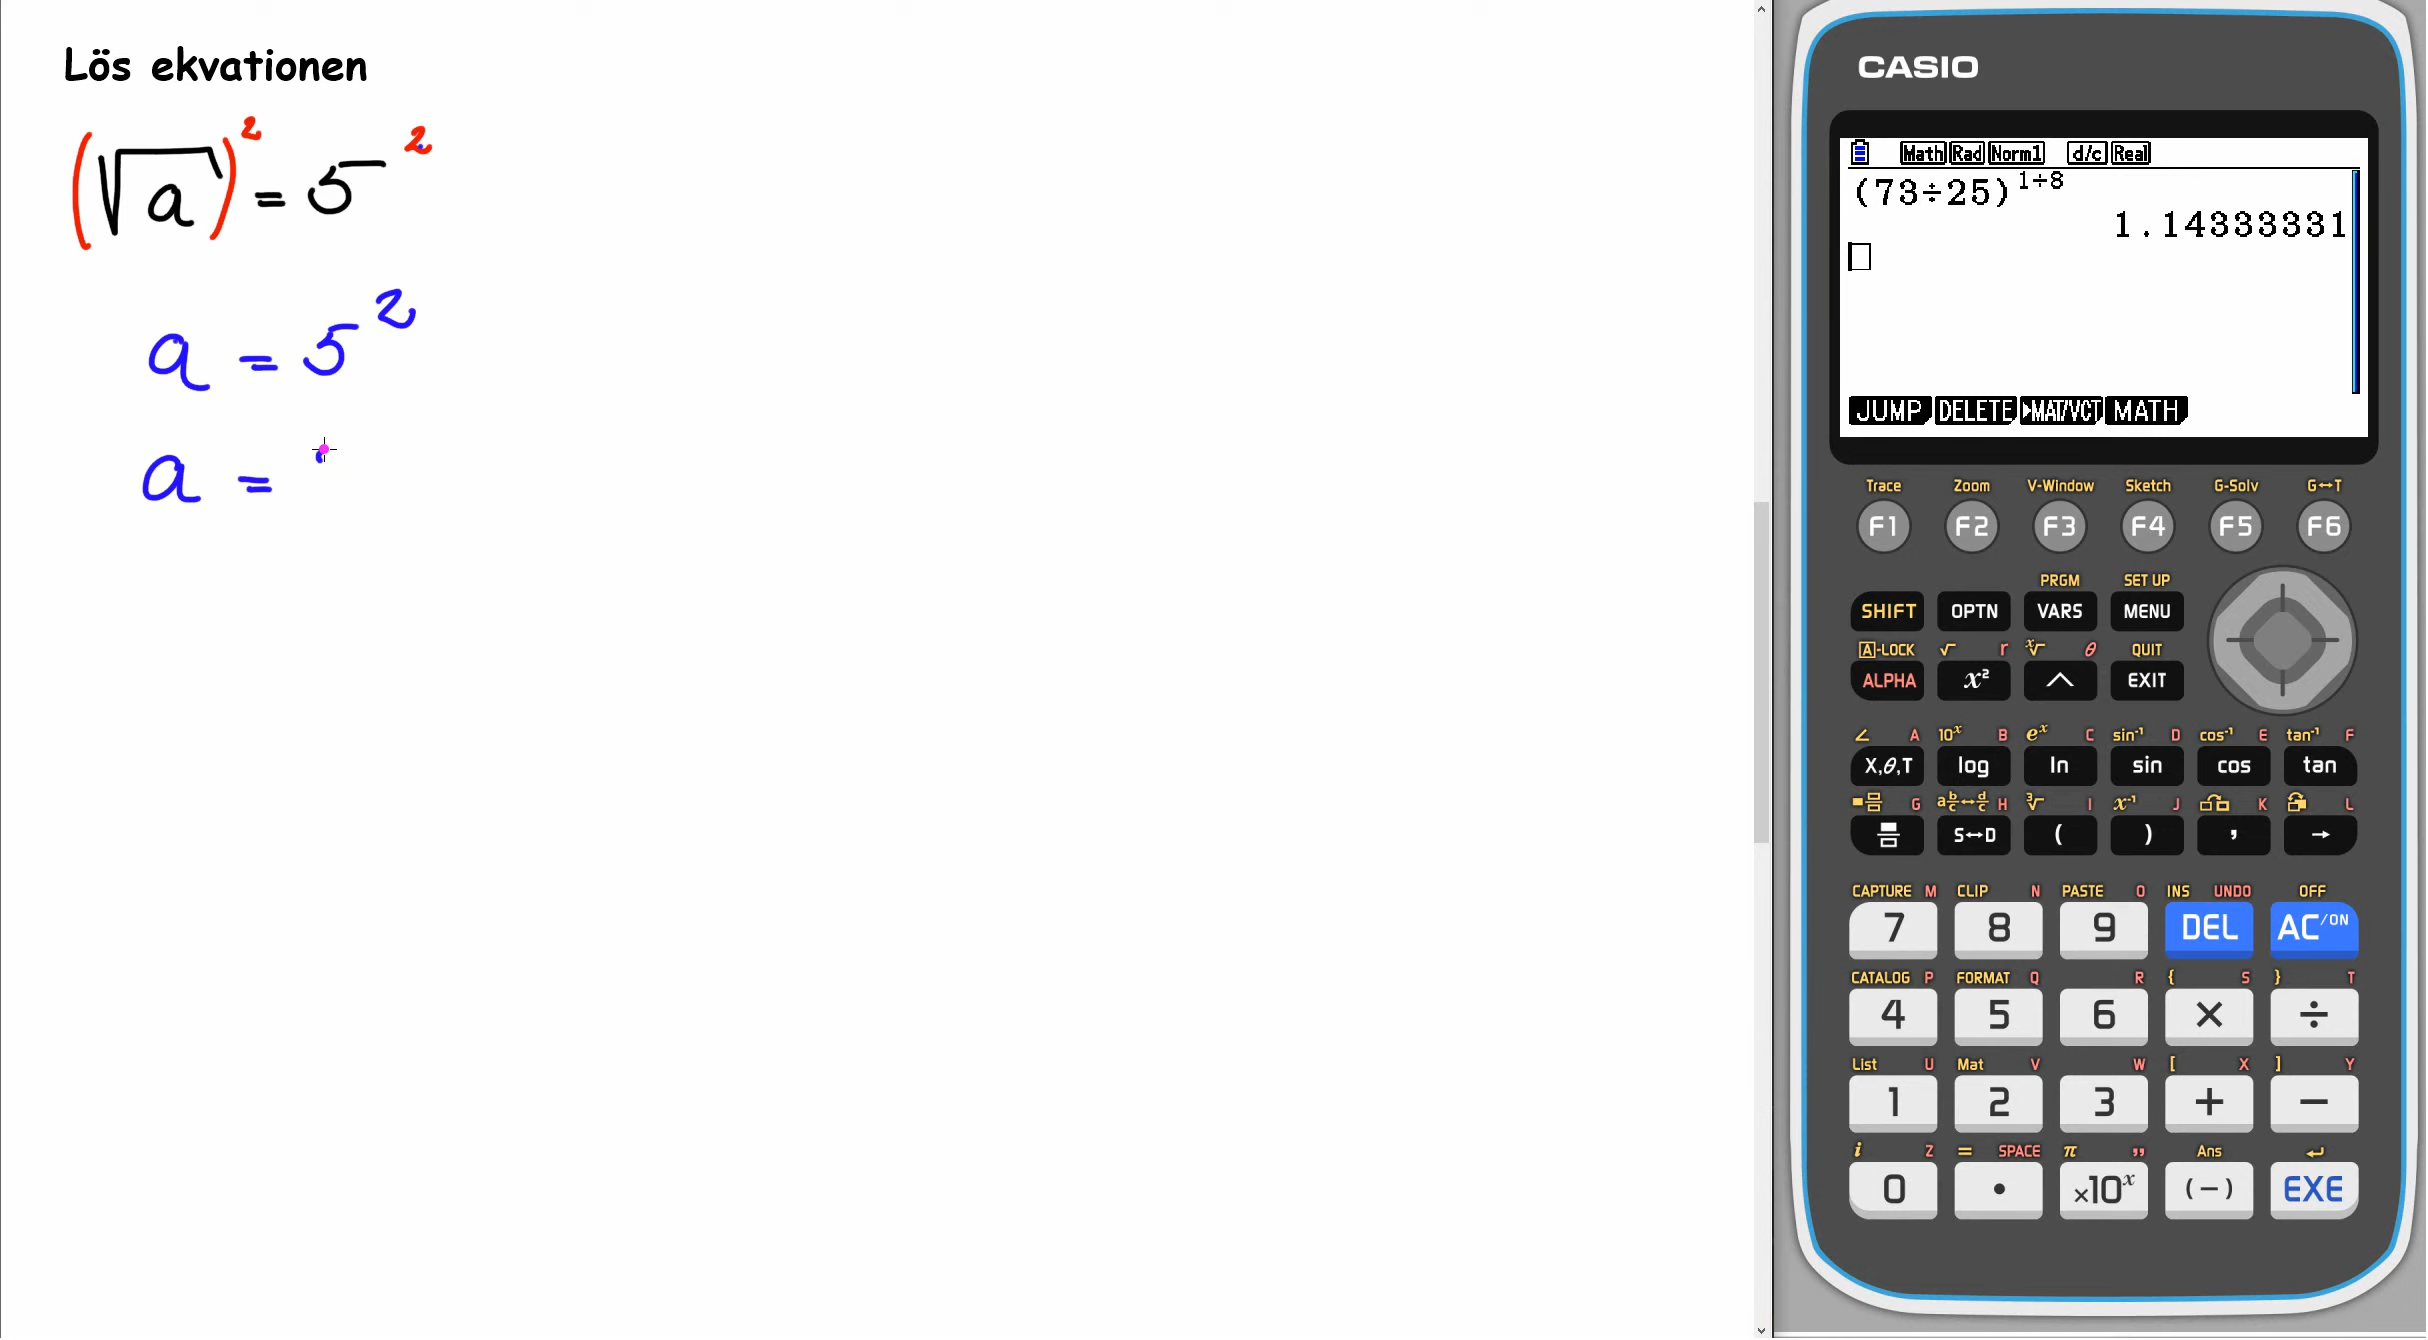 Lös ekvationen
(√a)² = 5²
a = 5²
a =
CASIO
Math Rad Norm1 d/c Real
(73÷25)^1÷8
1.14333331
JUMP DELETE ▶MAT/VCT MATH
Trace Zoom V-Window Sketch G-Solv G↔T
F1 F2 F3 F4 F5 F6
PRGM SET UP
SHIFT OPTN VARS MENU
A-LOCK √ r ˣ√ θ QUIT
ALPHA x² ^ EXIT
∠ A 10ˣ B eˣ C sin⁻¹ D cos⁻¹ E tan⁻¹ F
X,θ,T log ln sin cos tan
G a b/c↔d/c H ³√ I x⁻¹ J K L
S↔D ( ) , →
CAPTURE M CLIP N PASTE O INS UNDO OFF
7 8 9 DEL AC/ON
CATALOG P FORMAT Q R { S } T
4 5 6 × ÷
List U Mat V W [ X ] Y
1 2 3 + −
i Z = SPACE π " Ans ↵
0 • ×10ˣ (−) EXE